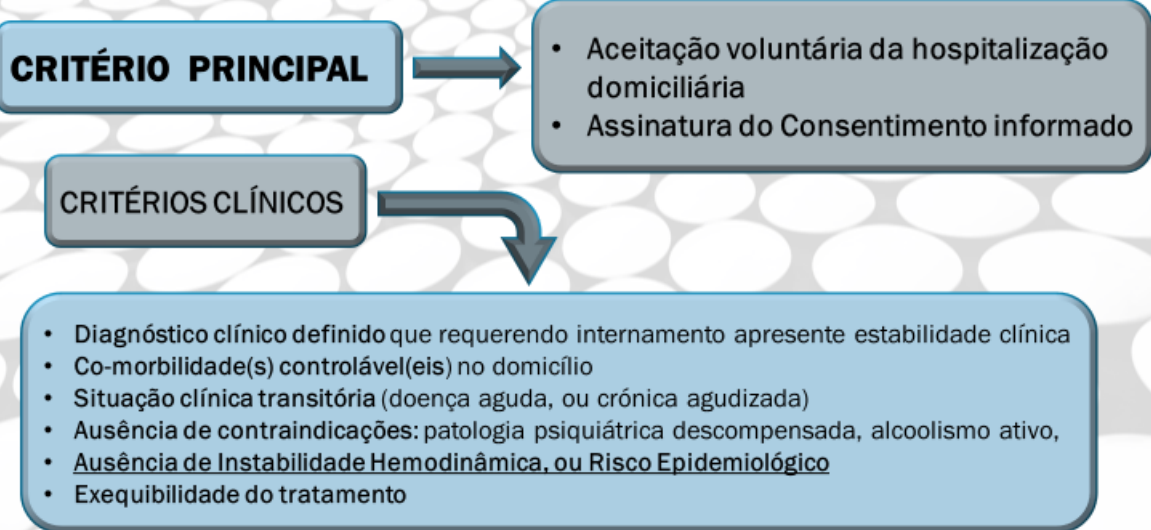 CRITÉRIO PRINCIPAL
• Aceitação voluntária da hospitalização
domiciliária
• Assinatura do Consentimento informado
CRITÉRIOS CLÍNICOS
• Diagnóstico clínico definido que requerendo internamento apresente estabilidade clínica
• Co-morbilidade(s) controlável(eis) no domicílio
• Situação clínica transitória (doença aguda, ou crónica agudizada)
• Ausência de contraindicações: patologia psiquiátrica descompensada, alcoolismo ativo,
• Ausência de Instabilidade Hemodinâmica, ou Risco Epidemiológico
• Exequibilidade do tratamento